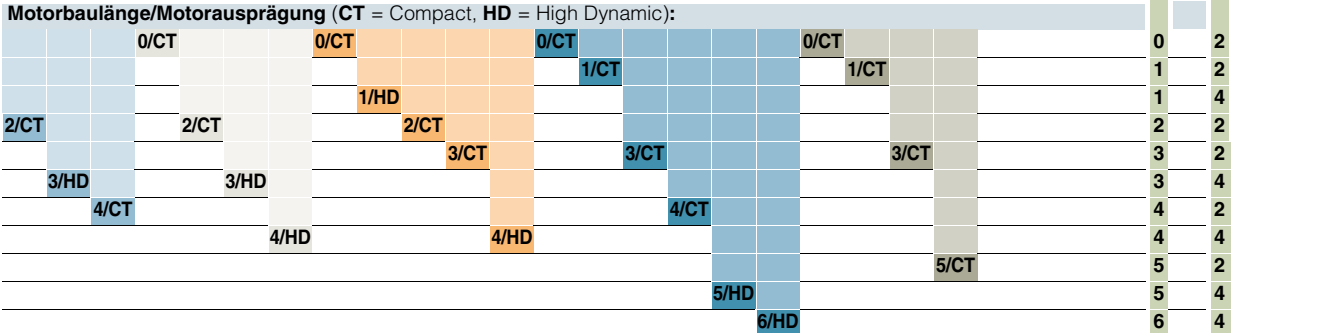 Motorbaulänge/Motorausprägung (CT = Compact, HD = High Dynamic):
0/CT 0/CT 0/CT 0/CT 0 2
1/CT 1/CT 1 2
1/HD 1 4
2/CT 2/CT 2/CT 2 2
3/CT 3/CT 3/CT 3 2
3/HD 3/HD 3 4
4/CT 4/CT 4 2
4/HD 4/HD 4 4
5/CT 5 2
5/HD 5 4
6/HD 6 4